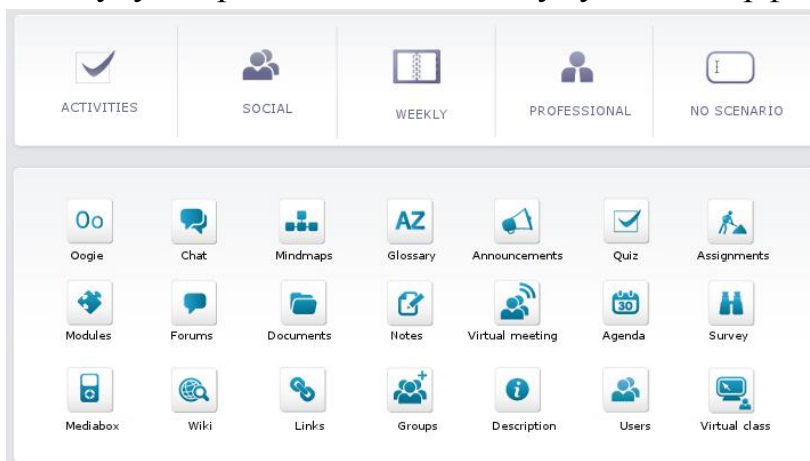 ACTIVITIES SOCIAL WEEKLY PROFESSIONAL NO SCENARIO
Oo AZ
Oogie Chat Mindmaps Glossary Announcements Quiz Assignments
30
Modules Forums Documents Notes Virtual meeting Agenda Survey
Mediabox Wiki Links Groups Description Users Virtual class